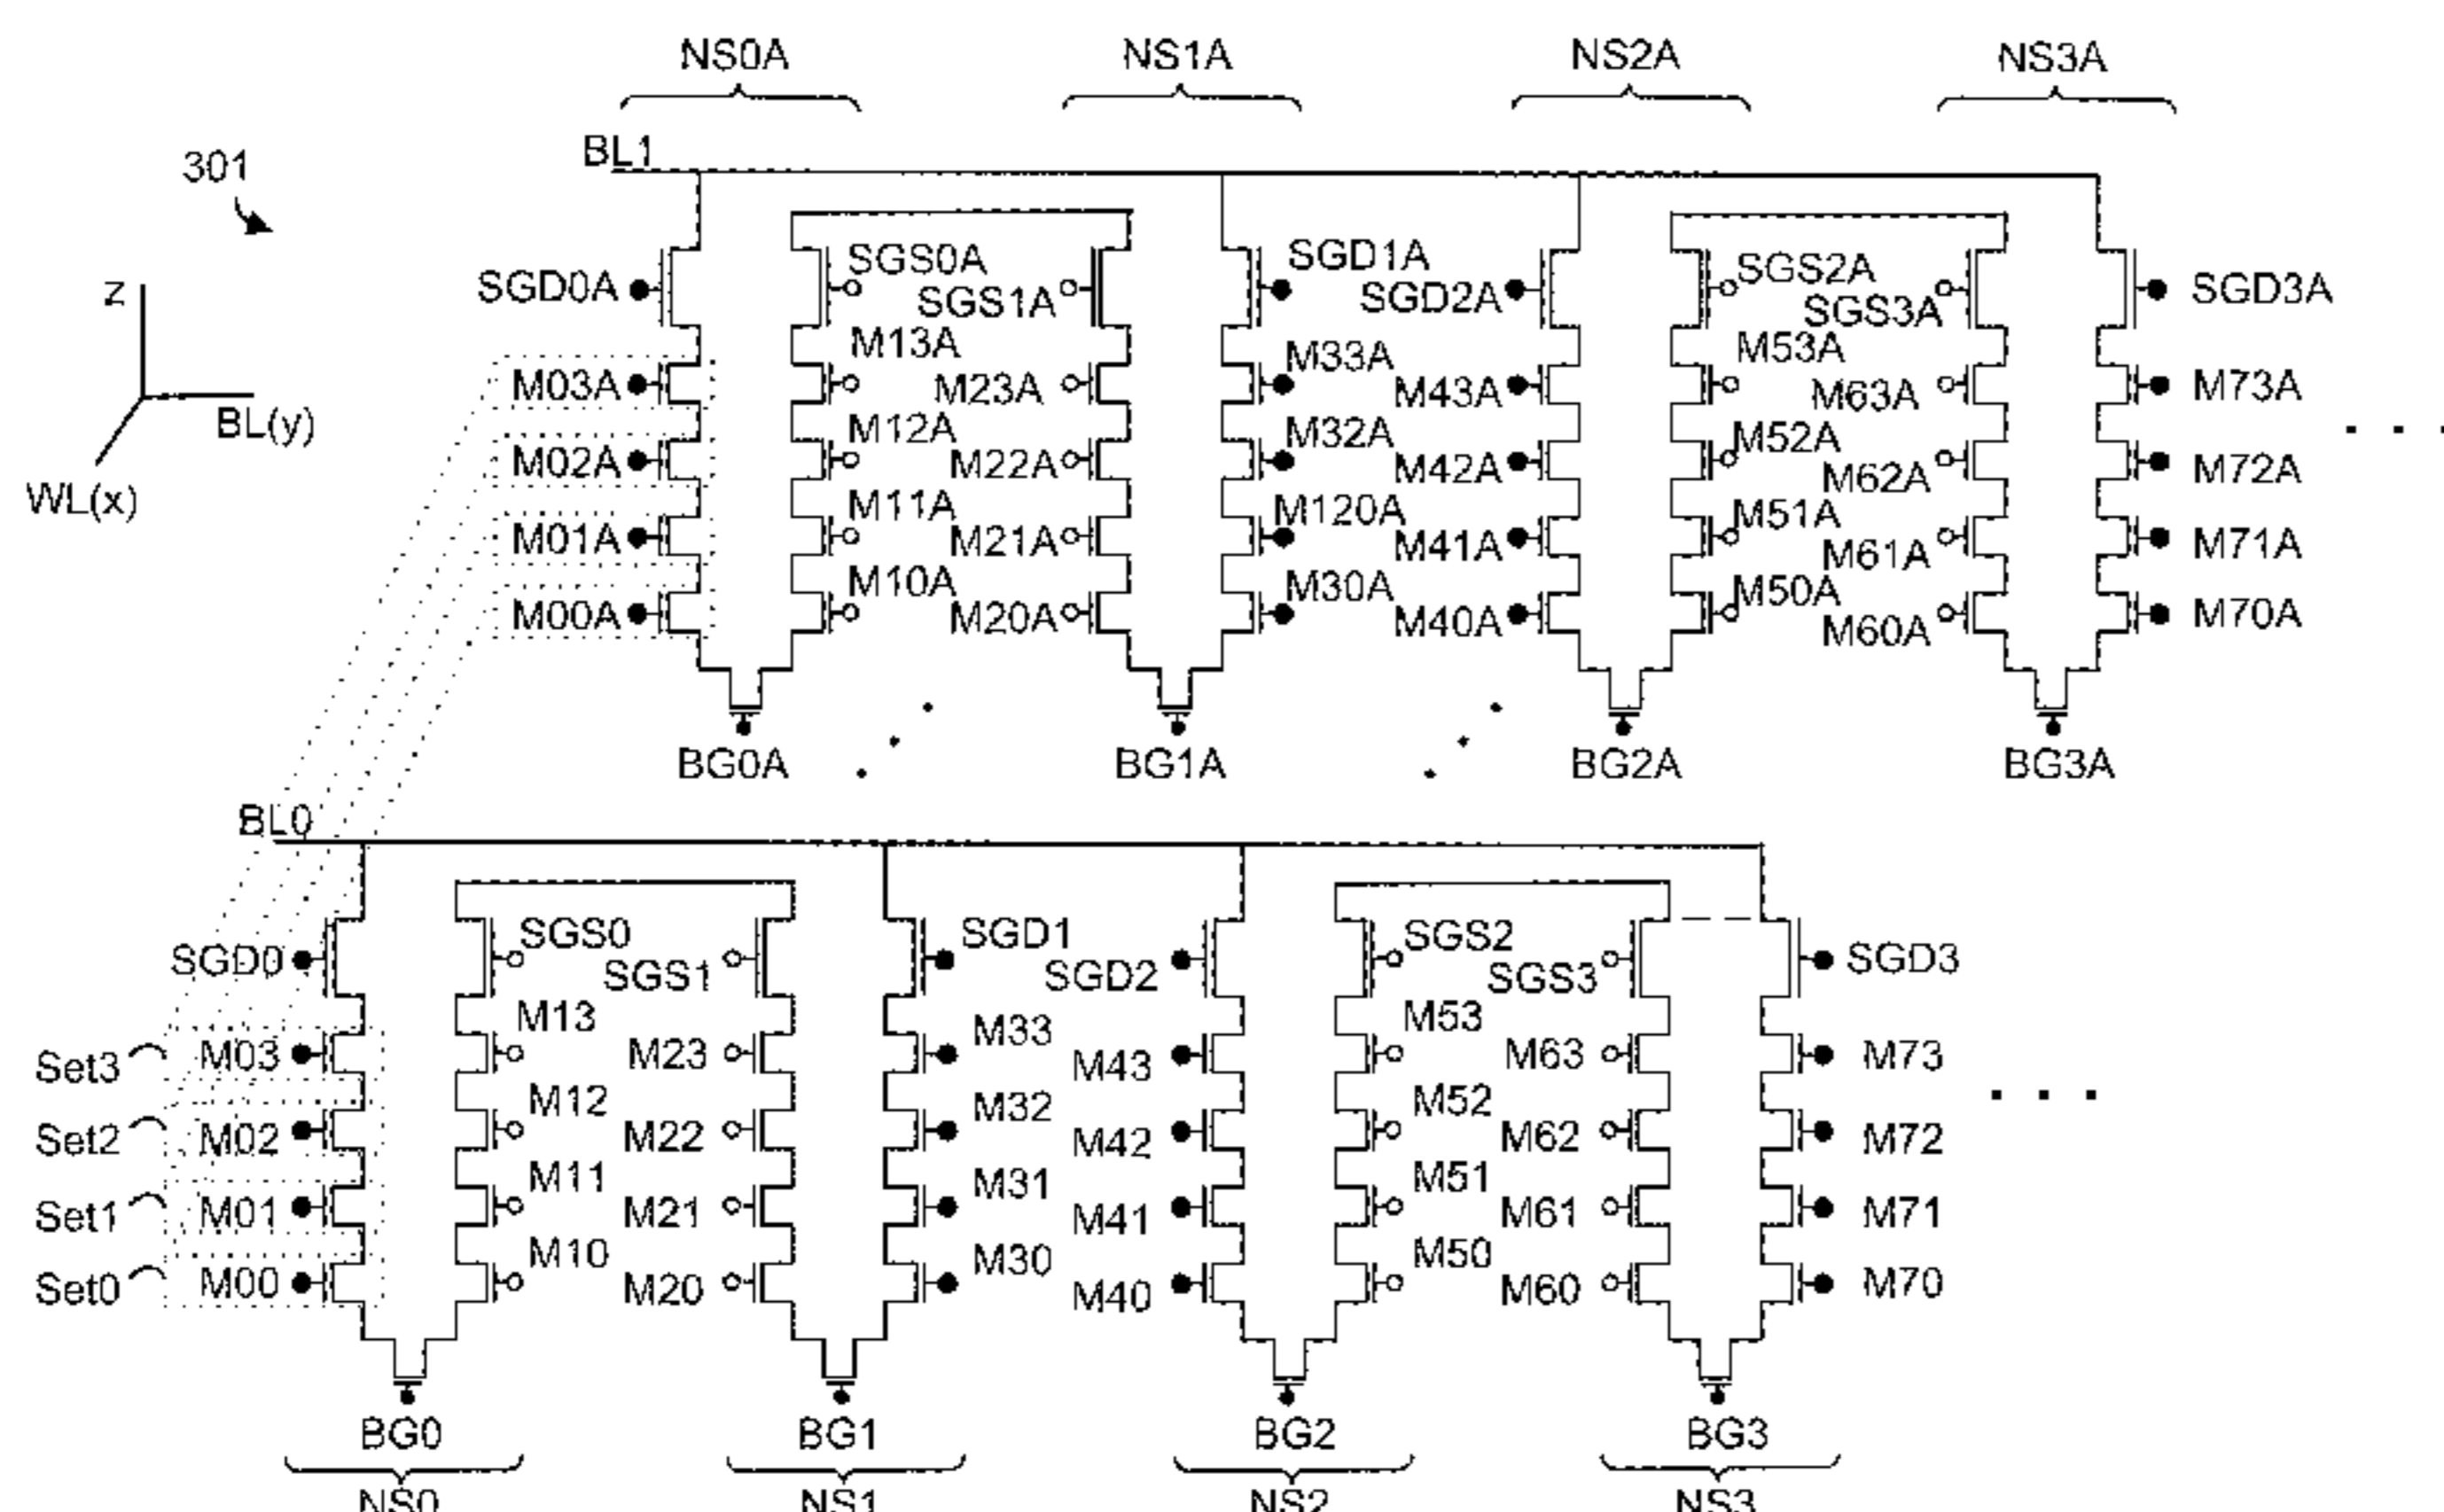 NS0A NS1A NS2A NS3A
BL1
301
SGD0A SGS0A SGS1A SGD1A SGD2A SGS2A SGS3A SGD3A
Z
BL(y)
WL(x)
M03A M13A M23A M33A M43A M53A M63A M73A
M02A M12A M22A M32A M42A M52A M62A M72A
M01A M11A M21A M120A M41A M51A M61A M71A
M00A M10A M20A M30A M40A M50A M60A M70A
. . .
BG0A BG1A BG2A BG3A
BL0
SGD0 SGS0 SGS1 SGD1 SGD2 SGS2 SGS3 SGD3
Set3 M03 M13 M23 M33 M43 M53 M63 M73
Set2 M02 M12 M22 M32 M42 M52 M62 M72
Set1 M01 M11 M21 M31 M41 M51 M61 M71
Set0 M00 M10 M20 M30 M40 M50 M60 M70
. . .
BG0 BG1 BG2 BG3
NS0 NS1 NS2 NS3